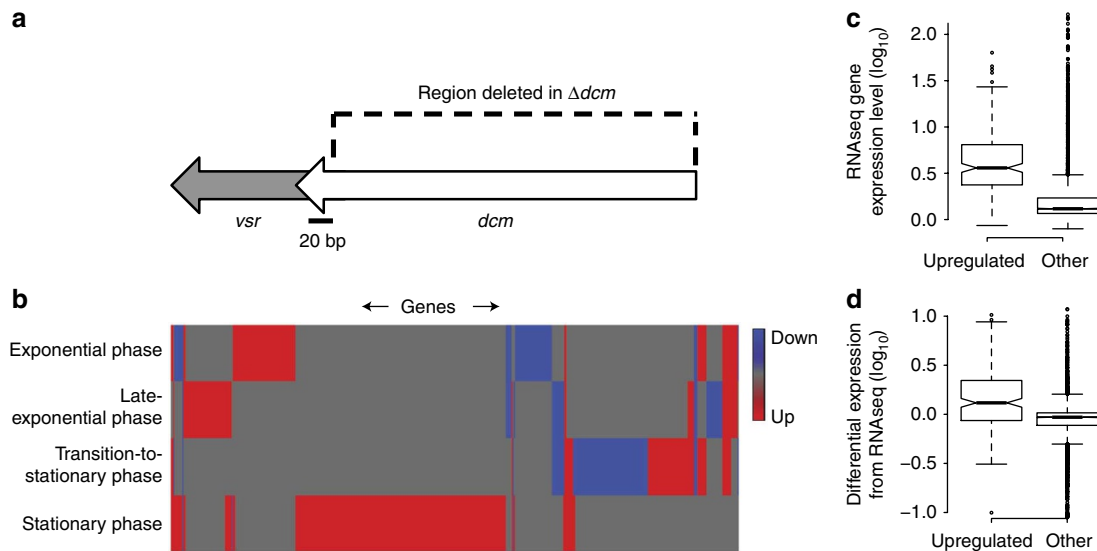 a
Region deleted in Δdcm
vsr
dcm
20 bp
b
Genes
Exponential phase
Late-
exponential phase
Transition-to-
stationary phase
Stationary phase
Down
Up
c
RNAseq gene
expression level (log10)
2.0
1.5
1.0
0.5
0.0
Upregulated
Other
d
Differential expression
from RNAseq (log10)
1.0
0.5
0.0
−0.5
−1.0
Upregulated
Other